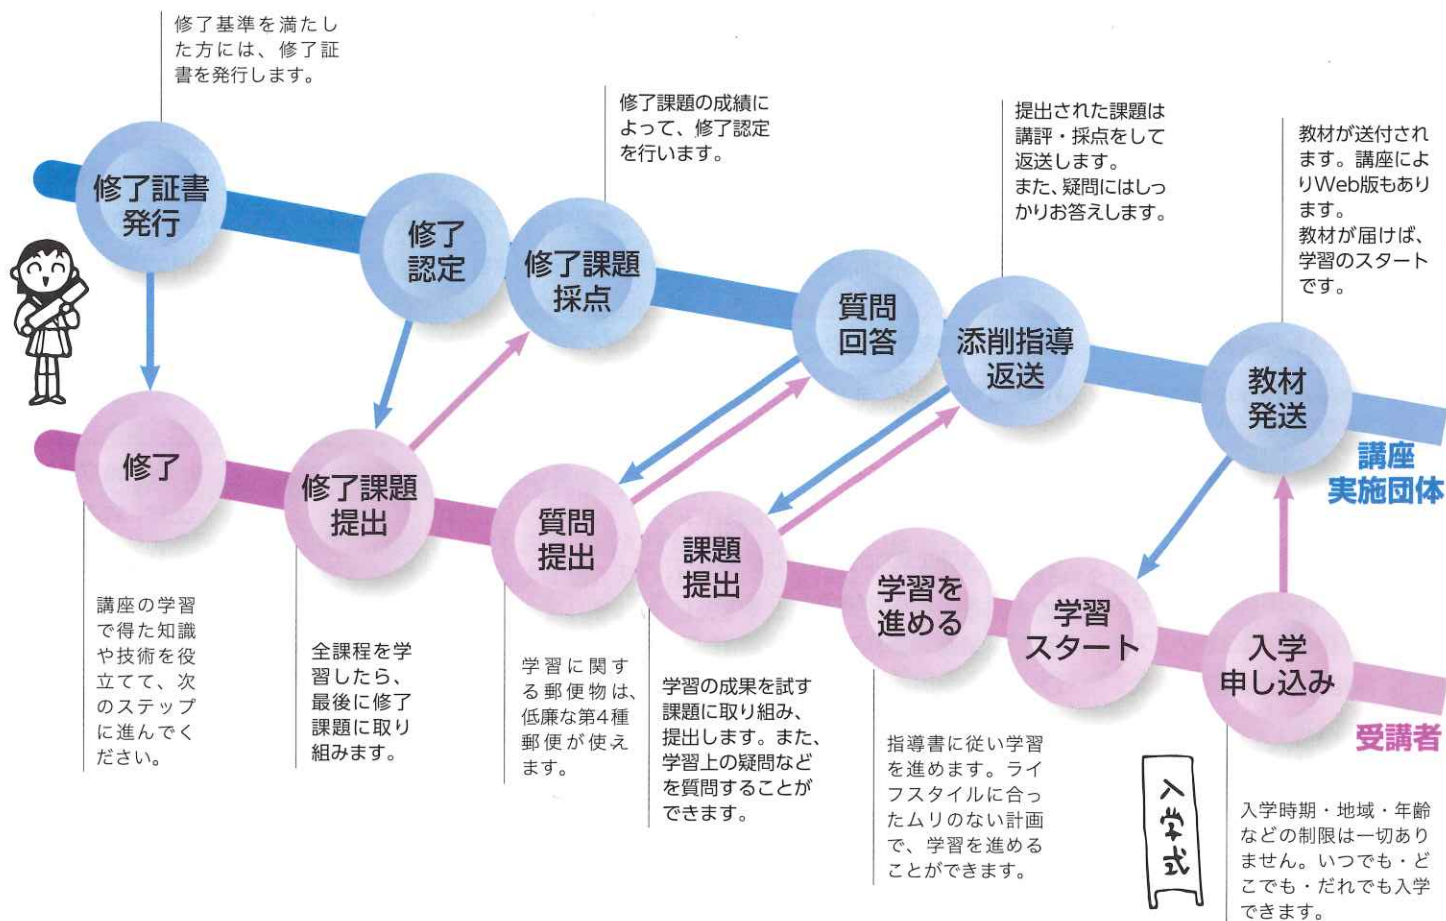 修了基準を満たし
た方には、修了証
書を発行します。
修了課題の成績に
よって、修了認定
を行います。
提出された課題は
講評・採点をして
返送します。
また、疑問にはしっ
かりお答えします。
教材が送付され
ます。講座によ
りWeb版もあり
ます。
教材が届けば、
学習のスタート
です。
修了証書
発行
修了
認定
修了課題
採点
質問
回答
添削指導
返送
教材
発送
講座
実施団体
修了
修了課題
提出
質問
提出
課題
提出
学習を
進める
学習
スタート
入学
申し込み
受講者
講座の学習
で得た知識
や技術を役
立てて、次
のステップ
に進んでく
ださい。
全課程を学
習したら、
最後に修了
課題に取り
組みます。
学習に関す
る郵便物は、
低廉な第4種
郵便が使え
ます。
学習の成果を試す
課題に取り組み、
提出します。また、
学習上の疑問など
を質問することが
できます。
指導書に従い学習
を進めます。ライ
フスタイルに合っ
たムリのない計画
で、学習を進める
ことができます。
入学式
入学時期・地域・年齢
などの制限は一切あり
ません。いつでも・ど
こでも・だれでも入学
できます。